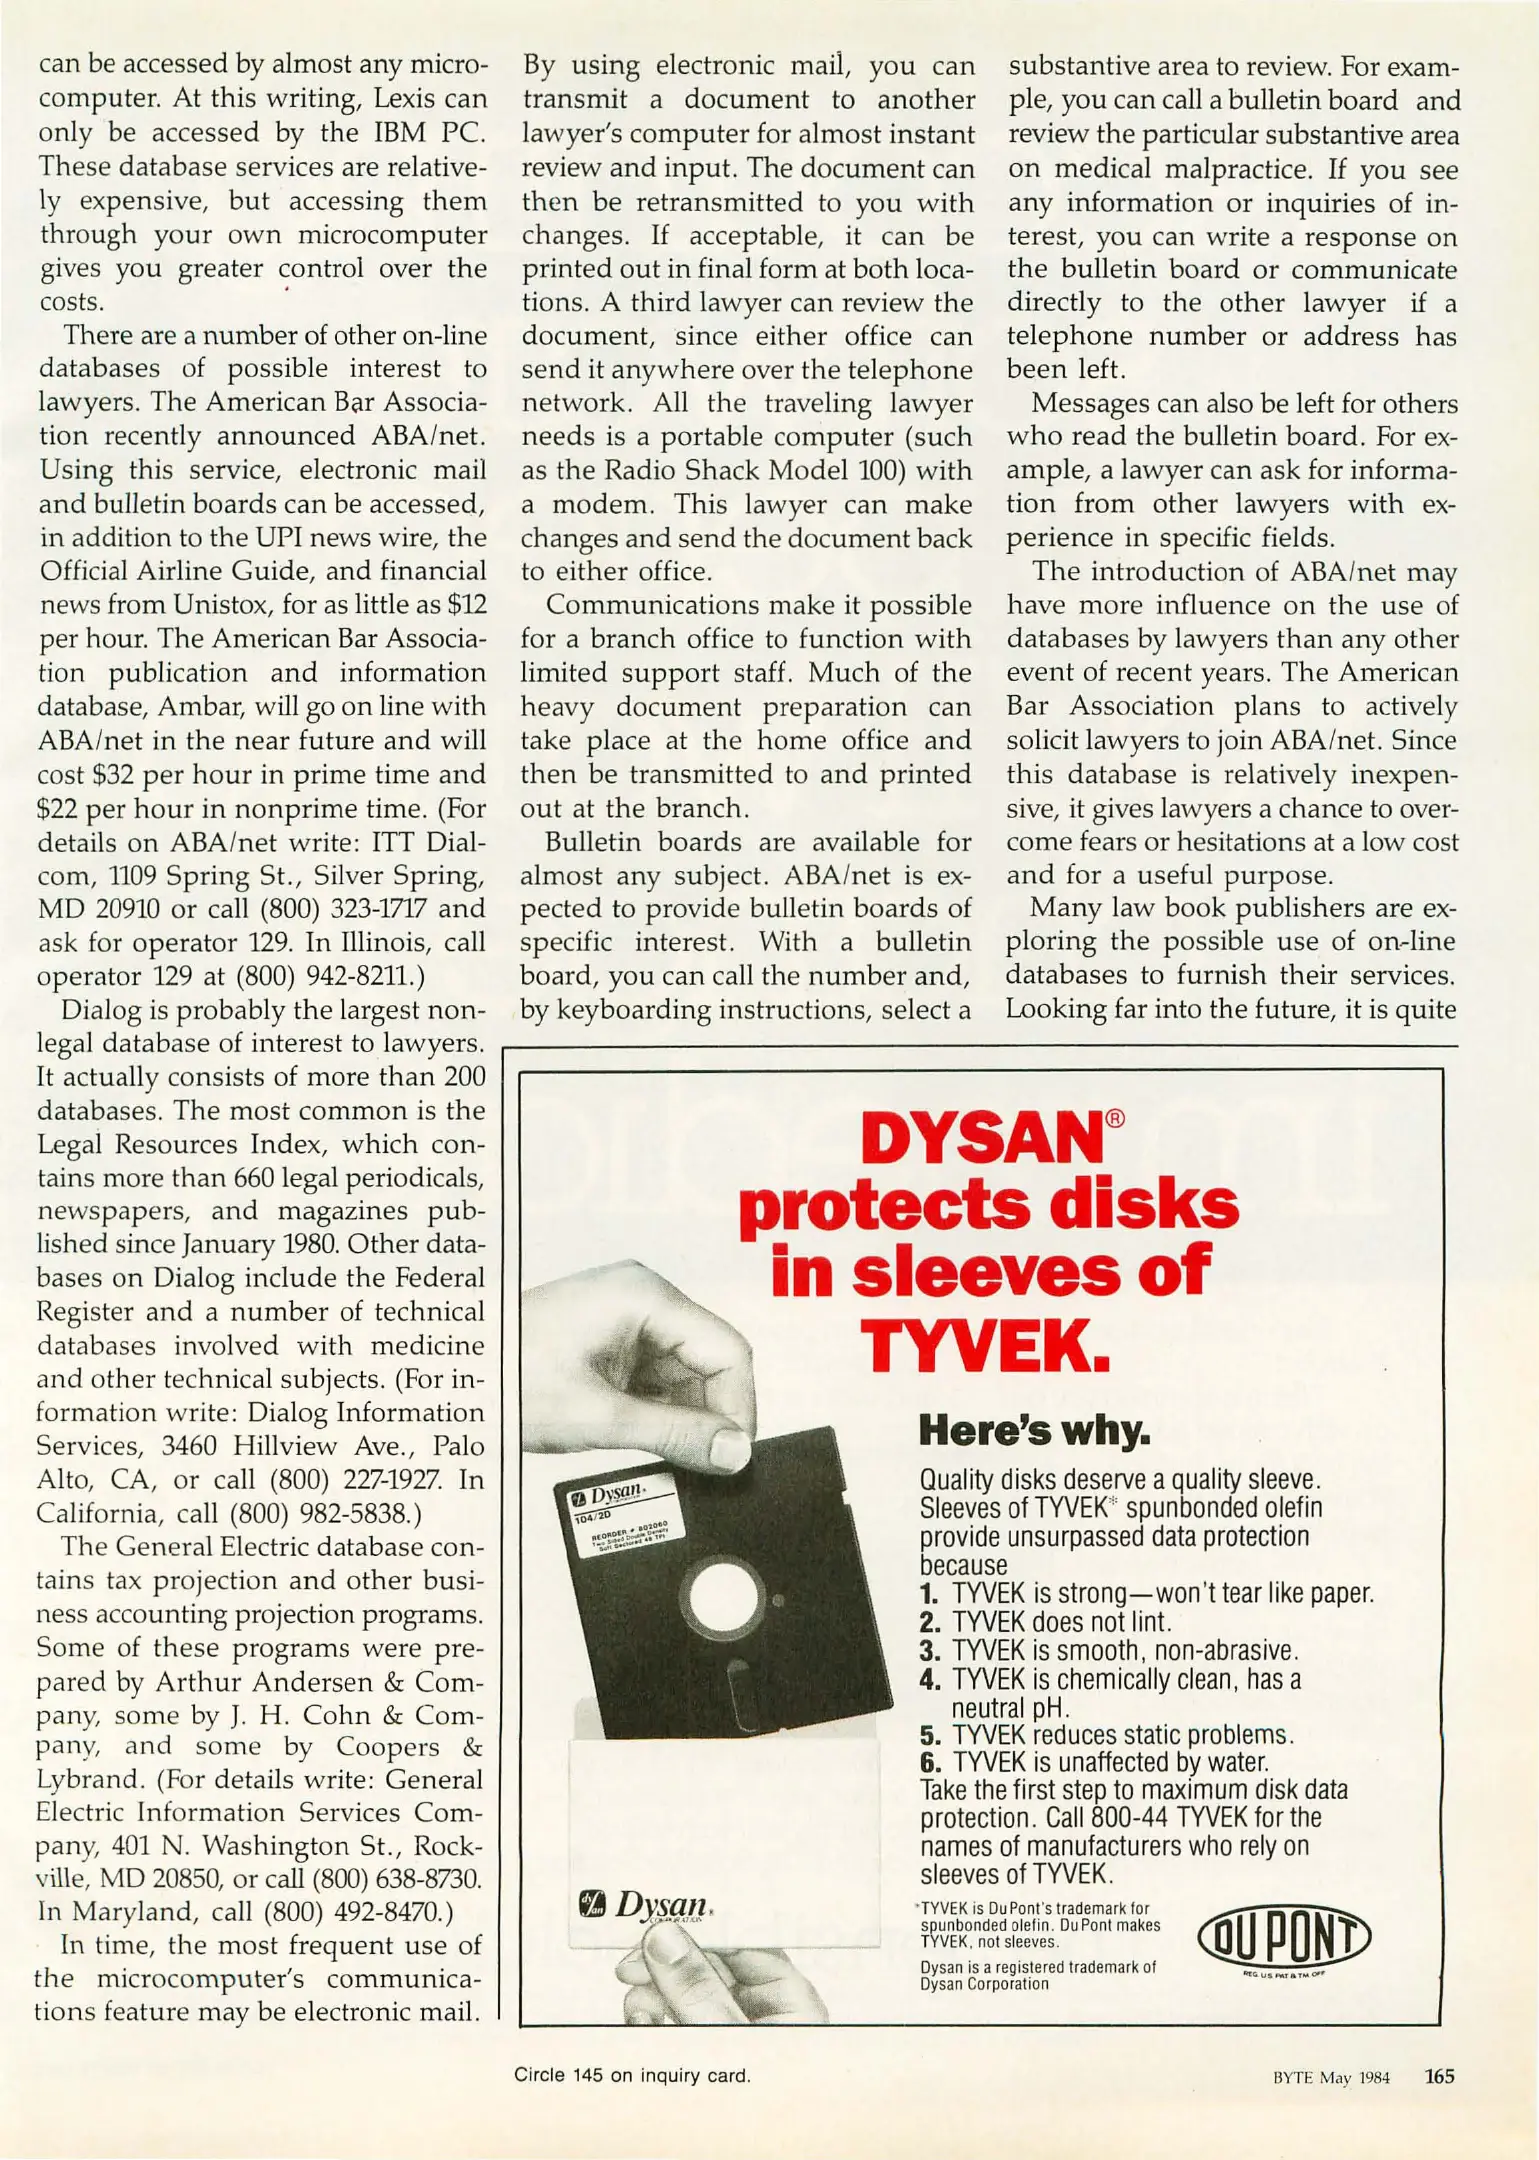 can be accessed by almost any micro-
computer. At this writing, Lexis can
only be accessed by the IBM PC.
These database services are relative-
ly expensive, but accessing them
through your own microcomputer
gives you greater control over the
costs.
There are a number of other on-line
databases of possible interest to
lawyers. The American Bar Associa-
tion recently announced ABA/net.
Using this service, electronic mail
and bulletin boards can be accessed,
in addition to the UPI news wire, the
Official Airline Guide, and financial
news from Unistox, for as little as $12
per hour. The American Bar Associa-
tion publication and information
database, Ambar, will go on line with
ABA/net in the near future and will
cost $32 per hour in prime time and
$22 per hour in nonprime time. (For
details on ABA/net write: ITT Dial-
com, 1109 Spring St., Silver Spring,
MD 20910 or call (800) 323-1717 and
ask for operator 129. In Illinois, call
operator 129 at (800) 942-8211.)
Dialog is probably the largest non-
legal database of interest to lawyers.
It actually consists of more than 200
databases. The most common is the
Legal Resources Index, which con-
tains more than 660 legal periodicals,
newspapers, and magazines pub-
lished since January 1980. Other data-
bases on Dialog include the Federal
Register and a number of technical
databases involved with medicine
and other technical subjects. (For in-
formation write: Dialog Information
Services, 3460 Hillview Ave., Palo
Alto, CA, or call (800) 227-1927. In
California, call (800) 982-5838.)
The General Electric database con-
tains tax projection and other busi-
ness accounting projection programs.
Some of these programs were pre-
pared by Arthur Andersen & Com-
pany, some by J. H. Cohn & Com-
pany, and some by Coopers &
Lybrand. (For details write: General
Electric Information Services Com-
pany, 401 N. Washington St., Rock-
ville, MD 20850, or call (800) 638-8730.
In Maryland, call (800) 492-8470.)
In time, the most frequent use of
the microcomputer's communica-
tions feature may be electronic mail.
By using electronic mail, you can
transmit a document to another
lawyer's computer for almost instant
review and input. The document can
then be retransmitted to you with
changes. If acceptable, it can be
printed out in final form at both loca-
tions. A third lawyer can review the
document, since either office can
send it anywhere over the telephone
network. All the traveling lawyer
needs is a portable computer (such
as the Radio Shack Model 100) with
a modem. This lawyer can make
changes and send the document back
to either office.
Communications make it possible
for a branch office to function with
limited support staff. Much of the
heavy document preparation can
take place at the home office and
then be transmitted to and printed
out at the branch.
Bulletin boards are available for
almost any subject. ABA/net is ex-
pected to provide bulletin boards of
specific interest. With a bulletin
board, you can call the number and,
by keyboarding instructions, select a
substantive area to review. For exam-
ple, you can call a bulletin board and
review the particular substantive area
on medical malpractice. If you see
any information or inquiries of in-
terest, you can write a response on
the bulletin board or communicate
directly to the other lawyer if a
telephone number or address has
been left.
Messages can also be left for others
who read the bulletin board. For ex-
ample, a lawyer can ask for informa-
tion from other lawyers with ex-
perience in specific fields.
The introduction of ABA/net may
have more influence on the use of
databases by lawyers than any other
event of recent years. The American
Bar Association plans to actively
solicit lawyers to join ABA/net. Since
this database is relatively inexpen-
sive, it gives lawyers a chance to over-
come fears or hesitations at a low cost
and for a useful purpose.
Many law book publishers are ex-
ploring the possible use of on-line
databases to furnish their services.
Looking far into the future, it is quite
DYSAN®
protects disks
in sleeves of
TYVEK.
Here's why.
Quality disks deserve a quality sleeve.
Sleeves of TYVEK* spunbonded olefin
provide unsurpassed data protection
because
1. TYVEK is strong—won't tear like paper.
2. TYVEK does not lint.
3. TYVEK is smooth, non-abrasive.
4. TYVEK is chemically clean, has a
neutral pH.
5. TYVEK reduces static problems.
6. TYVEK is unaffected by water.
Take the first step to maximum disk data
protection. Call 800-44 TYVEK for the
names of manufacturers who rely on
sleeves of TYVEK.
*TYVEK is DuPont's trademark for
spunbonded olefin. DuPont makes
TYVEK, not sleeves.
Dysan is a registered trademark of
Dysan Corporation
DU PONT
REG. U.S. PAT. & TM. OFF.
Dysan
104/2D
REORDER # 802060
Two Sided Double Density
Soft Sectored 48 TPI
dy/san Dysan
CORPORATION
Circle 145 on inquiry card.
BYTE May 1984 165